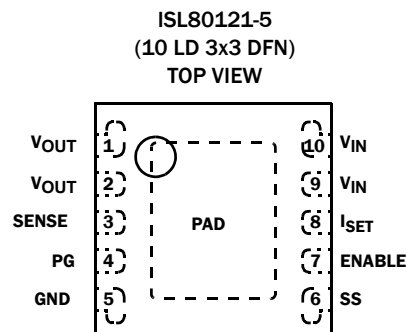 ISL80121-5
(10 LD 3x3 DFN)
TOP VIEW
VOUT 1 10 VIN
VOUT 2 9 VIN
SENSE 3 PAD 8 ISET
PG 4 7 ENABLE
GND 5 6 SS